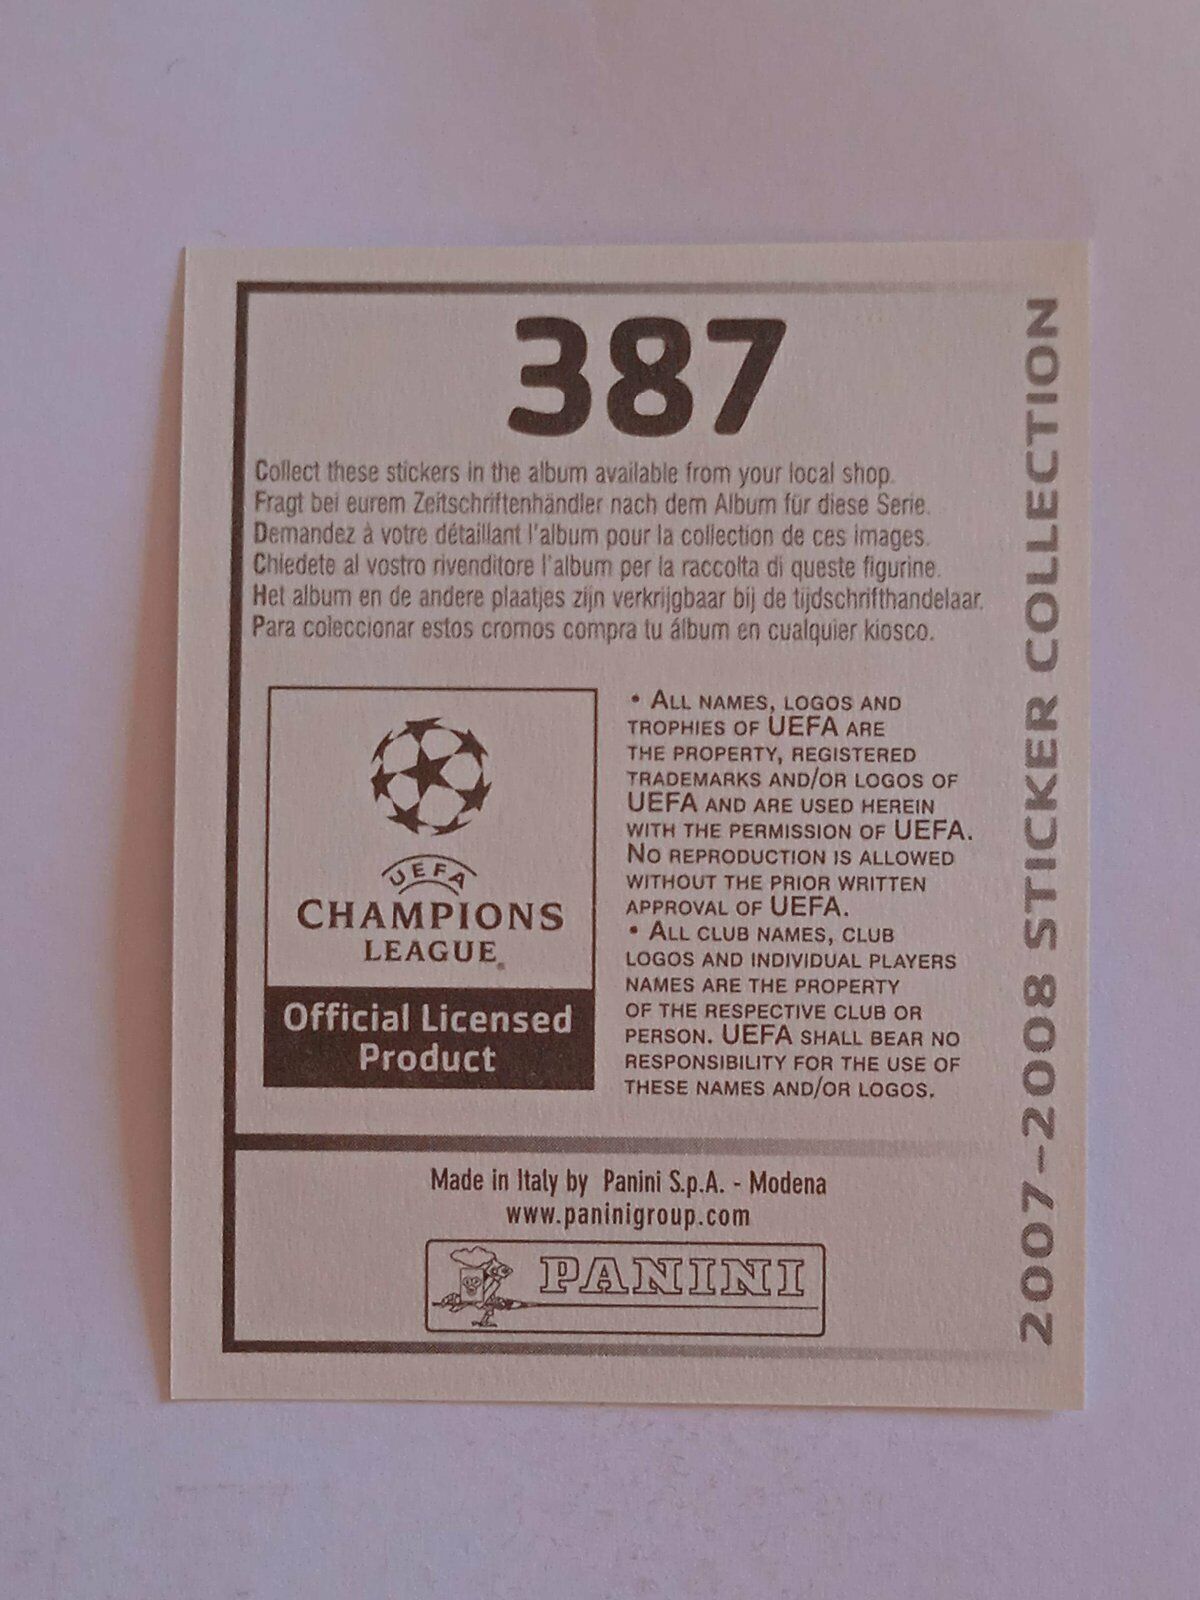 387
Collect these stickers in the album available from your local shop.
Fragt bei eurem Zeitschriftenhändler nach dem Album für diese Serie.
Demandez à votre détaillant l'album pour la collection de ces images.
Chiedete al vostro rivenditore l'album per la raccolta di queste figurine.
Het album en de andere plaatjes zijn verkrijgbaar bij de tijdschrifthandelaar.
Para coleccionar estos cromos compra tu álbum en cualquier kiosco.
UEFA
CHAMPIONS
LEAGUE
Official Licensed
Product
• ALL NAMES, LOGOS AND
TROPHIES OF UEFA ARE
THE PROPERTY, REGISTERED
TRADEMARKS AND/OR LOGOS OF
UEFA AND ARE USED HEREIN
WITH THE PERMISSION OF UEFA.
NO REPRODUCTION IS ALLOWED
WITHOUT THE PRIOR WRITTEN
APPROVAL OF UEFA.
• ALL CLUB NAMES, CLUB
LOGOS AND INDIVIDUAL PLAYERS
NAMES ARE THE PROPERTY
OF THE RESPECTIVE CLUB OR
PERSON. UEFA SHALL BEAR NO
RESPONSIBILITY FOR THE USE OF
THESE NAMES AND/OR LOGOS.
Made in Italy by Panini S.p.A. - Modena
www.paninigroup.com
PANINI
2007-2008 STICKER COLLECTION